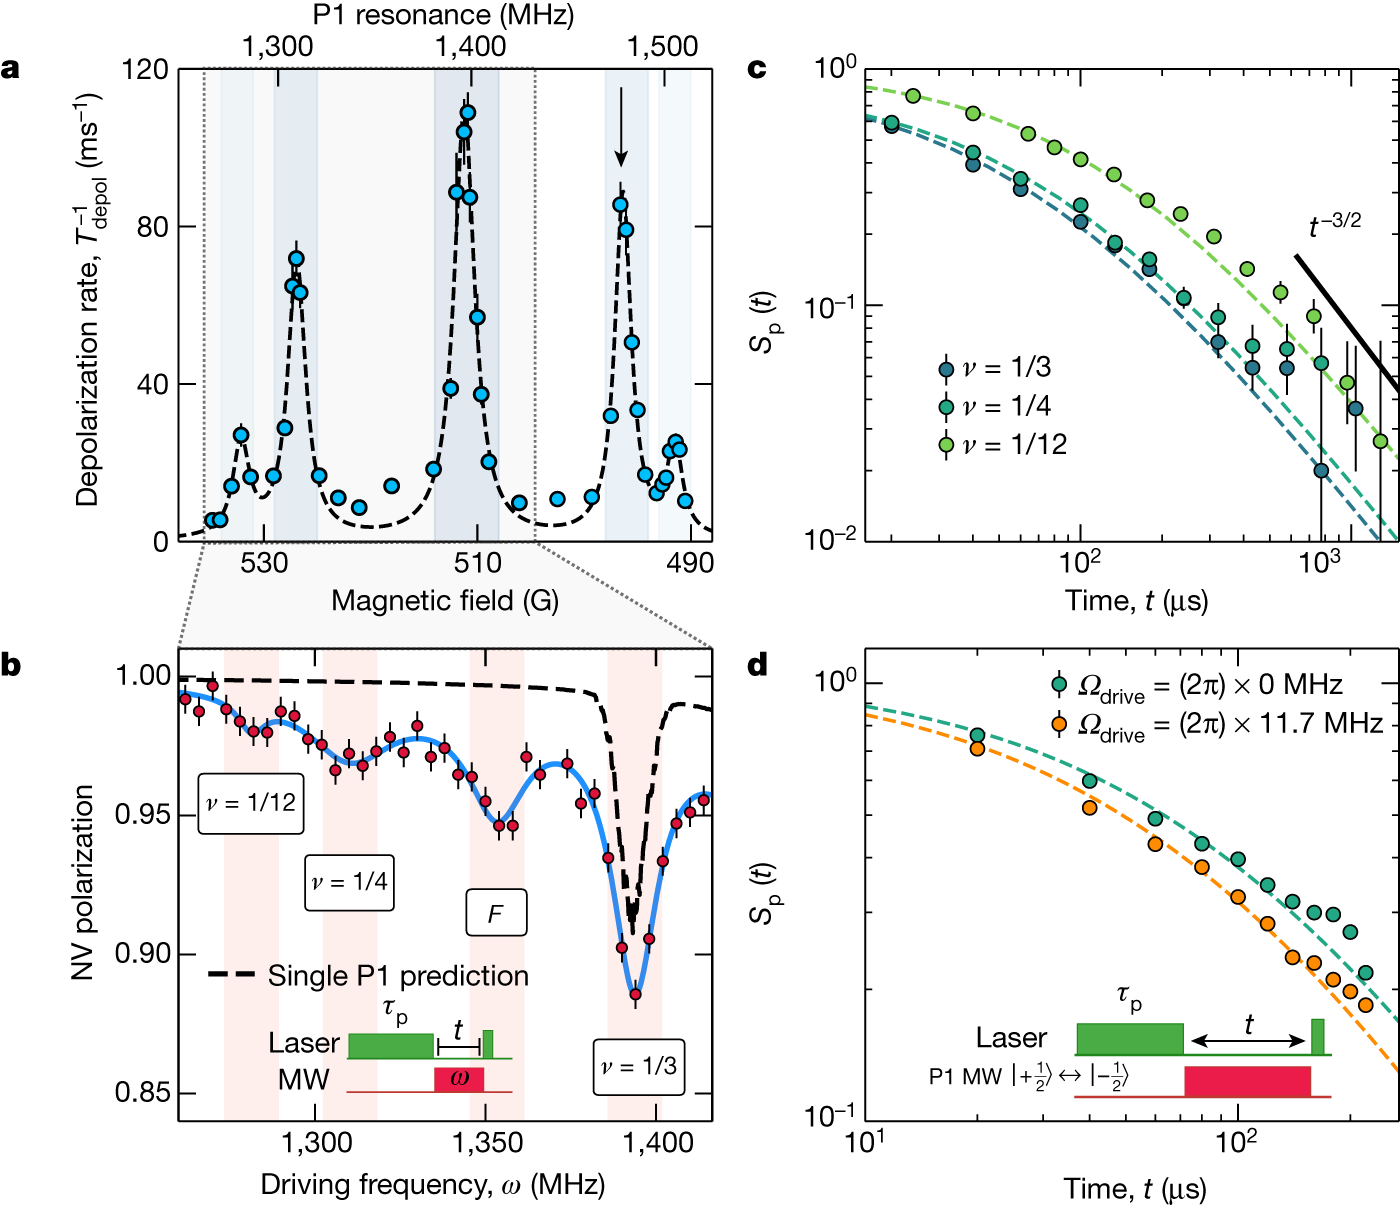 P1 resonance (MHz)
1,300 1,400 1,500
a
120
80
40
0
Depolarization rate, T⁻¹depol (ms⁻¹)
530 510 490
Magnetic field (G)
b
1.00
0.95
0.90
0.85
NV polarization
ν = 1/12
ν = 1/4
F
ν = 1/3
Single P1 prediction
τp
Laser
t
MW
ω
1,300 1,350 1,400
Driving frequency, ω (MHz)
c
10⁰
10⁻¹
10⁻²
Sp (t)
t⁻³/²
ν = 1/3
ν = 1/4
ν = 1/12
10² 10³
Time, t (μs)
d
10⁰
10⁻¹
Sp (t)
Ωdrive = (2π) × 0 MHz
Ωdrive = (2π) × 11.7 MHz
τp
Laser
t
P1 MW |+½⟩ ↔ |−½⟩
10¹ 10²
Time, t (μs)